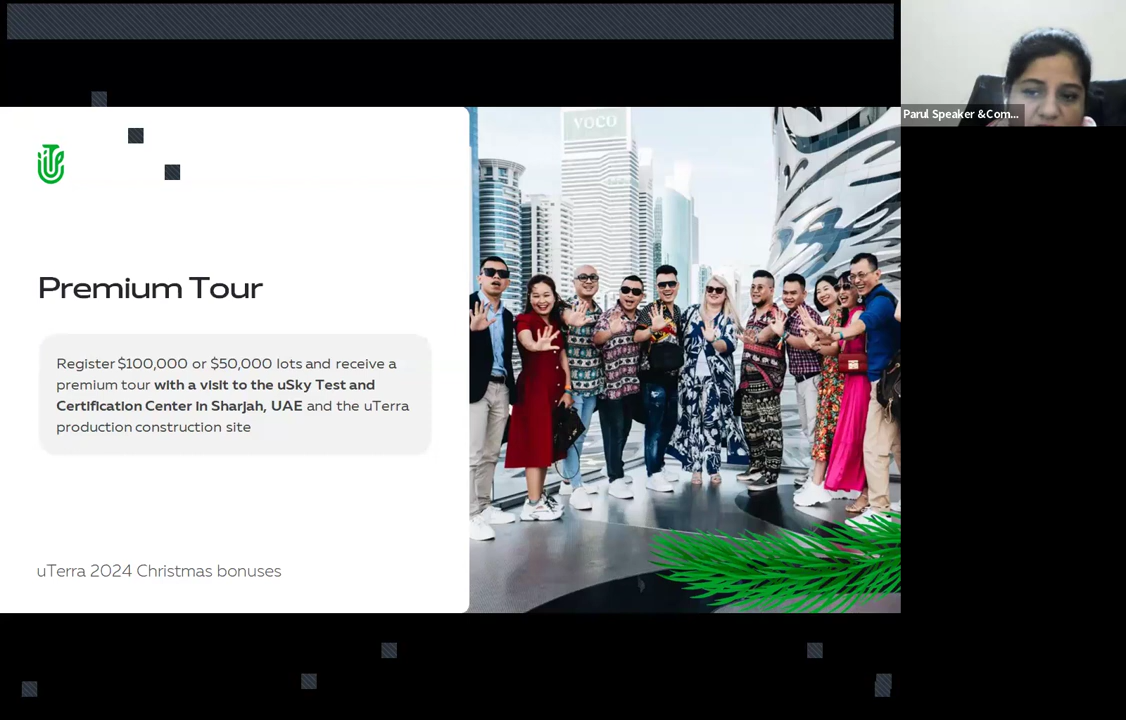 Parul Speaker &Com...
VOCO
Premium Tour
Register $100,000 or $50,000 lots and receive a
premium tour with a visit to the uSky Test and
Certification Center in Sharjah, UAE and the uTerra
production construction site
uTerra 2024 Christmas bonuses